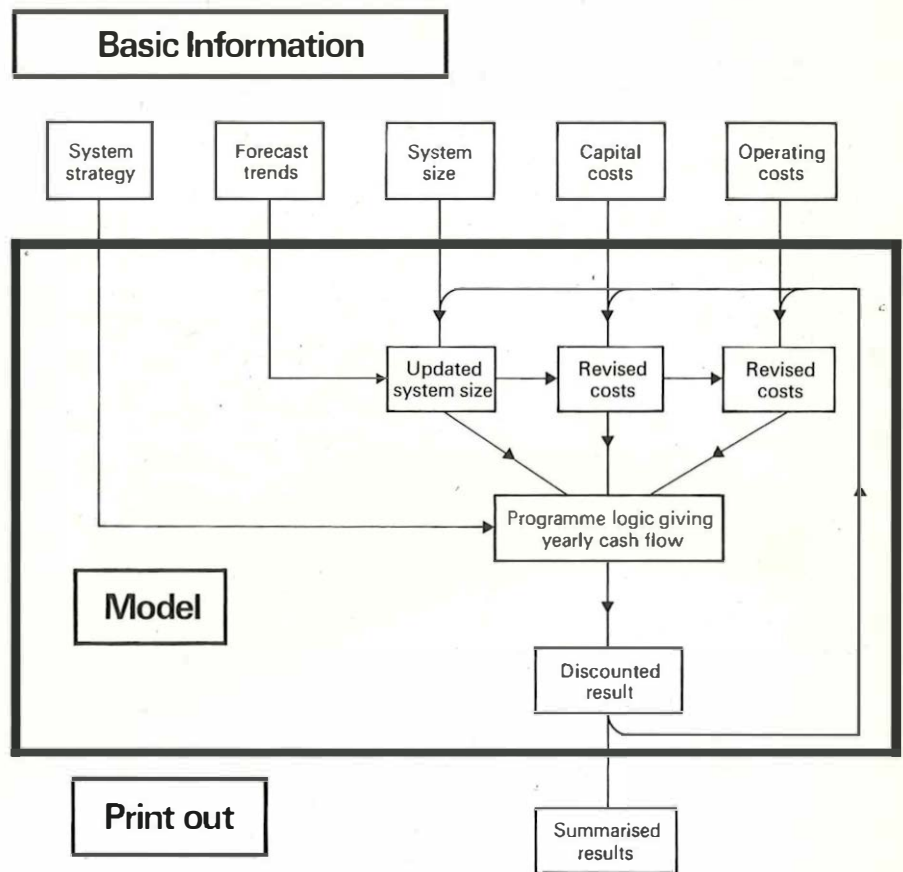 Basic Information
System
strategy
Forecast
trends
System
size
Capital
costs
Operating
costs
Updated
system size
Revised
costs
Revised
costs
Programme logic giving
yearly cash flow
Model
Discounted
result
Print out
Summarised
results